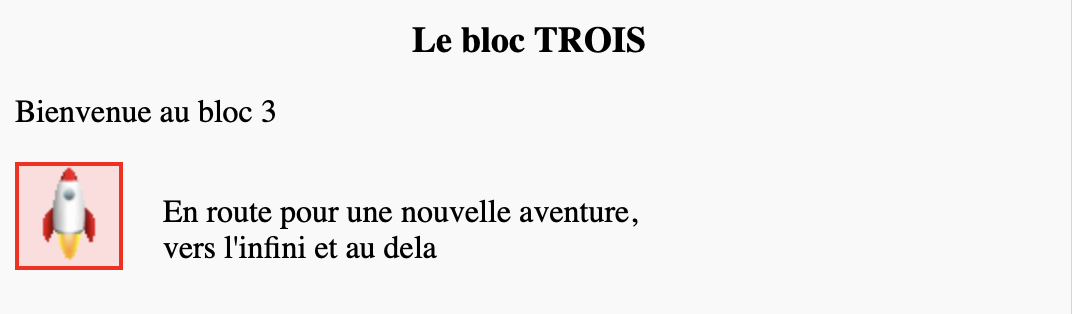 Le bloc TROIS
Bienvenue au bloc 3
En route pour une nouvelle aventure,
vers l'infini et au dela